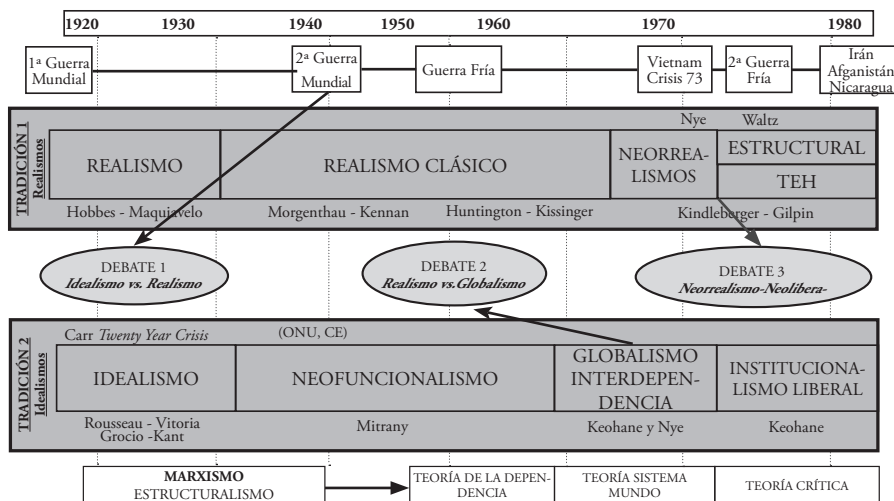 1920 1930 1940 1950 1960 1970 1980
1ª Guerra
Mundial
2ª Guerra
Mundial
Guerra Fría
Vietnam
Crisis 73
2ª Guerra
Fría
Irán
Afganistán
Nicaragua
TRADICIÓN 1
Realismos
Nye Waltz
REALISMO
REALISMO CLÁSICO
NEORREA-
LISMOS
ESTRUCTURAL
TEH
Hobbes - Maquiavelo
Morgenthau - Kennan
Huntington - Kissinger
Kindleberger - Gilpin
DEBATE 1
Idealismo vs. Realismo
DEBATE 2
Realismo vs.Globalismo
DEBATE 3
Neorrealismo-Neolibera-
TRADICIÓN 2
Idealismos
Carr Twenty Year Crisis
(ONU, CE)
IDEALISMO
NEOFUNCIONALISMO
GLOBALISMO
INTERDEPEN-
DENCIA
INSTITUCIONA-
LISMO LIBERAL
Rousseau - Vitoria
Grocio -Kant
Mitrany
Keohane y Nye
Keohane
MARXISMO
ESTRUCTURALISMO
TEORÍA DE LA DEPEN-
DENCIA
TEORÍA SISTEMA
MUNDO
TEORÍA CRÍTICA